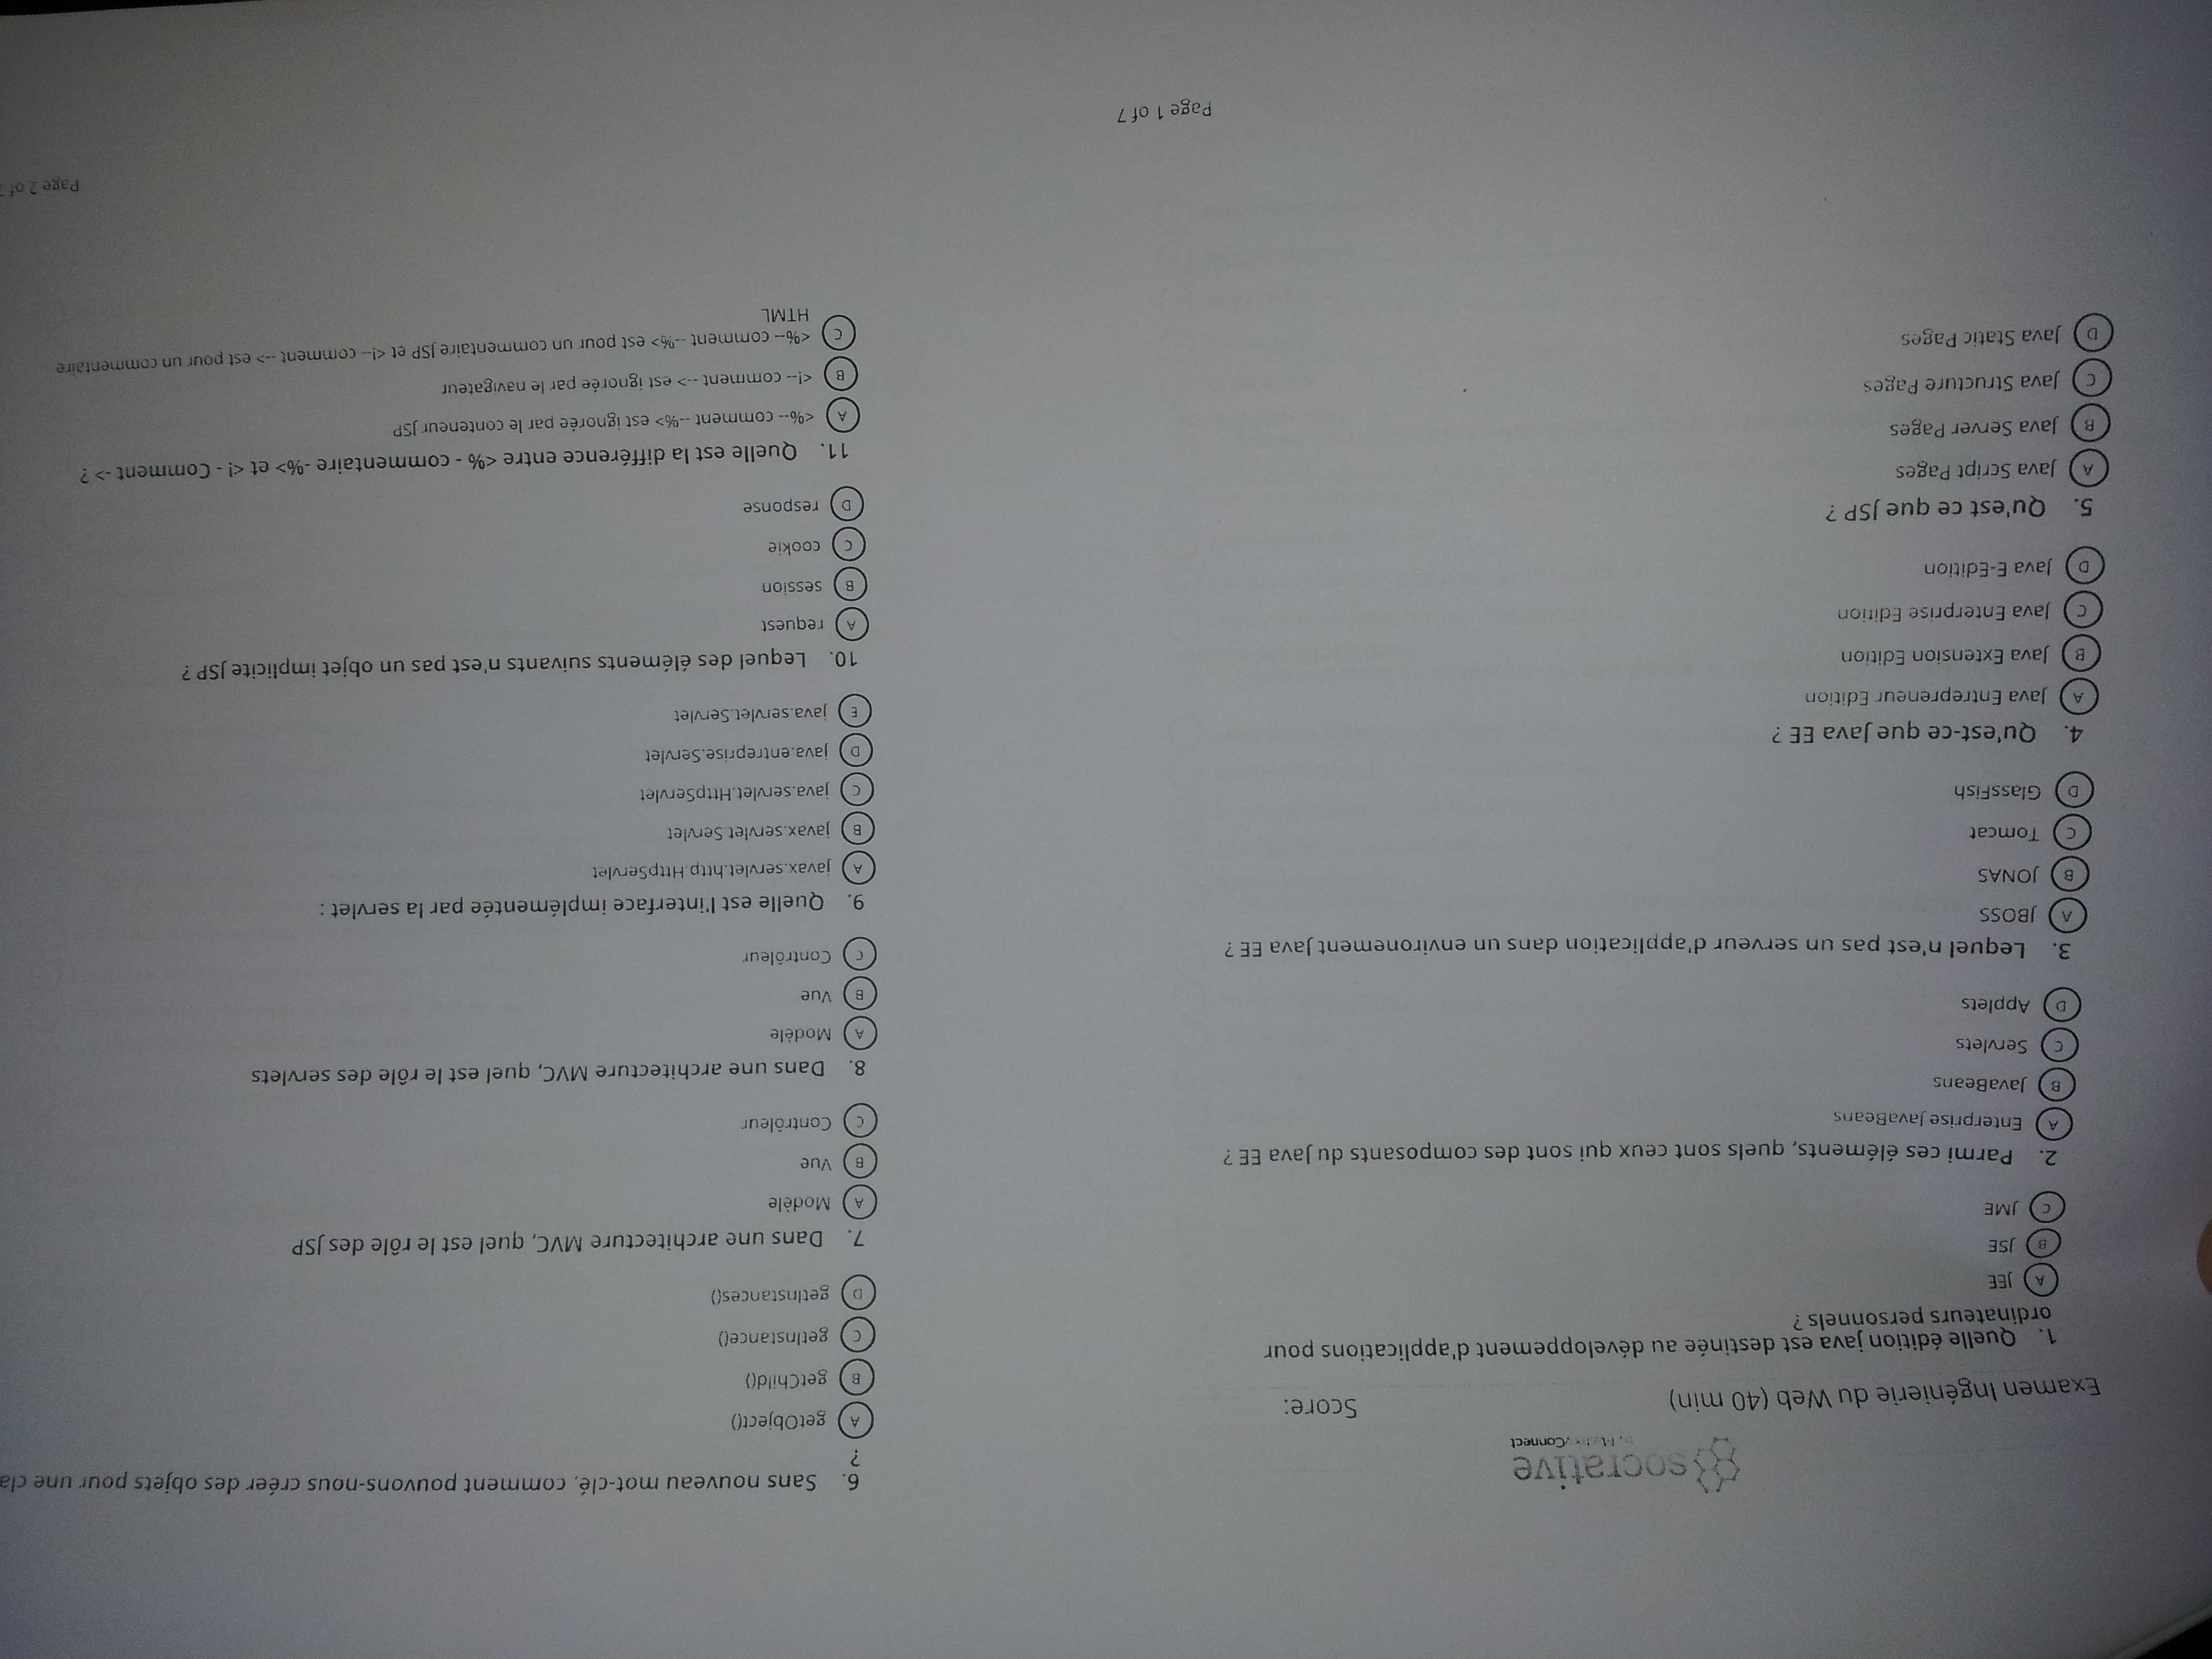 socrative
by MasteryConnect
Examen Ingénierie du Web (40 min)
Score:
1. Quelle édition java est destinée au développement d'applications pour
ordinateurs personnels ?
A JEE
B JSE
C JME
2. Parmi ces éléments, quels sont ceux qui sont des composants du Java EE ?
A Enterprise JavaBeans
B JavaBeans
C Servlets
D Applets
3. Lequel n'est pas un serveur d'application dans un environement Java EE ?
A JBOSS
B JONAS
C Tomcat
D GlassFish
4. Qu'est-ce que Java EE ?
A Java Entrepreneur Edition
B Java Extension Edition
C Java Enterprise Edition
D Java E-Edition
5. Qu'est ce que JSP ?
A Java Script Pages
B Java Server Pages
C Java Structure Pages
D Java Static Pages
Page 1 of 7
6. Sans nouveau mot-clé, comment pouvons-nous créer des objets pour une
?
A getObject()
B getChild()
C getInstance()
D getInstances()
7. Dans une architecture MVC, quel est le rôle des JSP
A Modèle
B Vue
C Contrôleur
8. Dans une architecture MVC, quel est le rôle des servlets
A Modèle
B Vue
C Contrôleur
9. Quelle est l'interface implémentée par la servlet :
A javax.servlet.http.HttpServlet
B javax.servlet.Servlet
C java.servlet.HttpServlet
D java.entreprise.Servlet
E java.servlet.Servlet
10. Lequel des éléments suivants n'est pas un objet implicite JSP ?
A request
B session
C cookie
D response
11. Quelle est la différence entre <% - commentaire -%> et <! - Comment -> ?
A <%-- comment --%> est ignorée par le conteneur JSP
B <!-- comment --> est ignorée par le navigateur
C <%-- comment --%> est pour un commentaire JSP et <!-- comment --> est pour un commentaire
HTML
Page 2 of